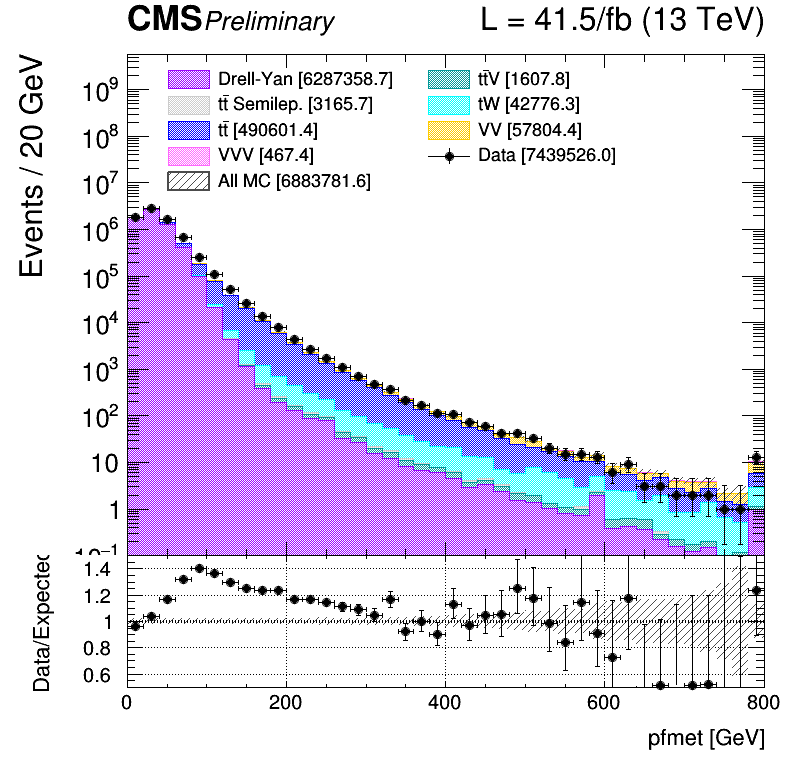 CMS Preliminary L = 41.5/fb (13 TeV)
Events / 20 GeV
Drell-Yan [6287358.7]
tt̄ Semilep. [3165.7]
tt̄ [490601.4]
VVV [467.4]
All MC [6883781.6]
tt̄V [1607.8]
tW [42776.3]
VV [57804.4]
Data [7439526.0]
10⁹
10⁸
10⁷
10⁶
10⁵
10⁴
10³
10²
10
1
10⁻¹
Data/Expected
1.4
1.2
1
0.8
0.6
0 200 400 600 800
pfmet [GeV]